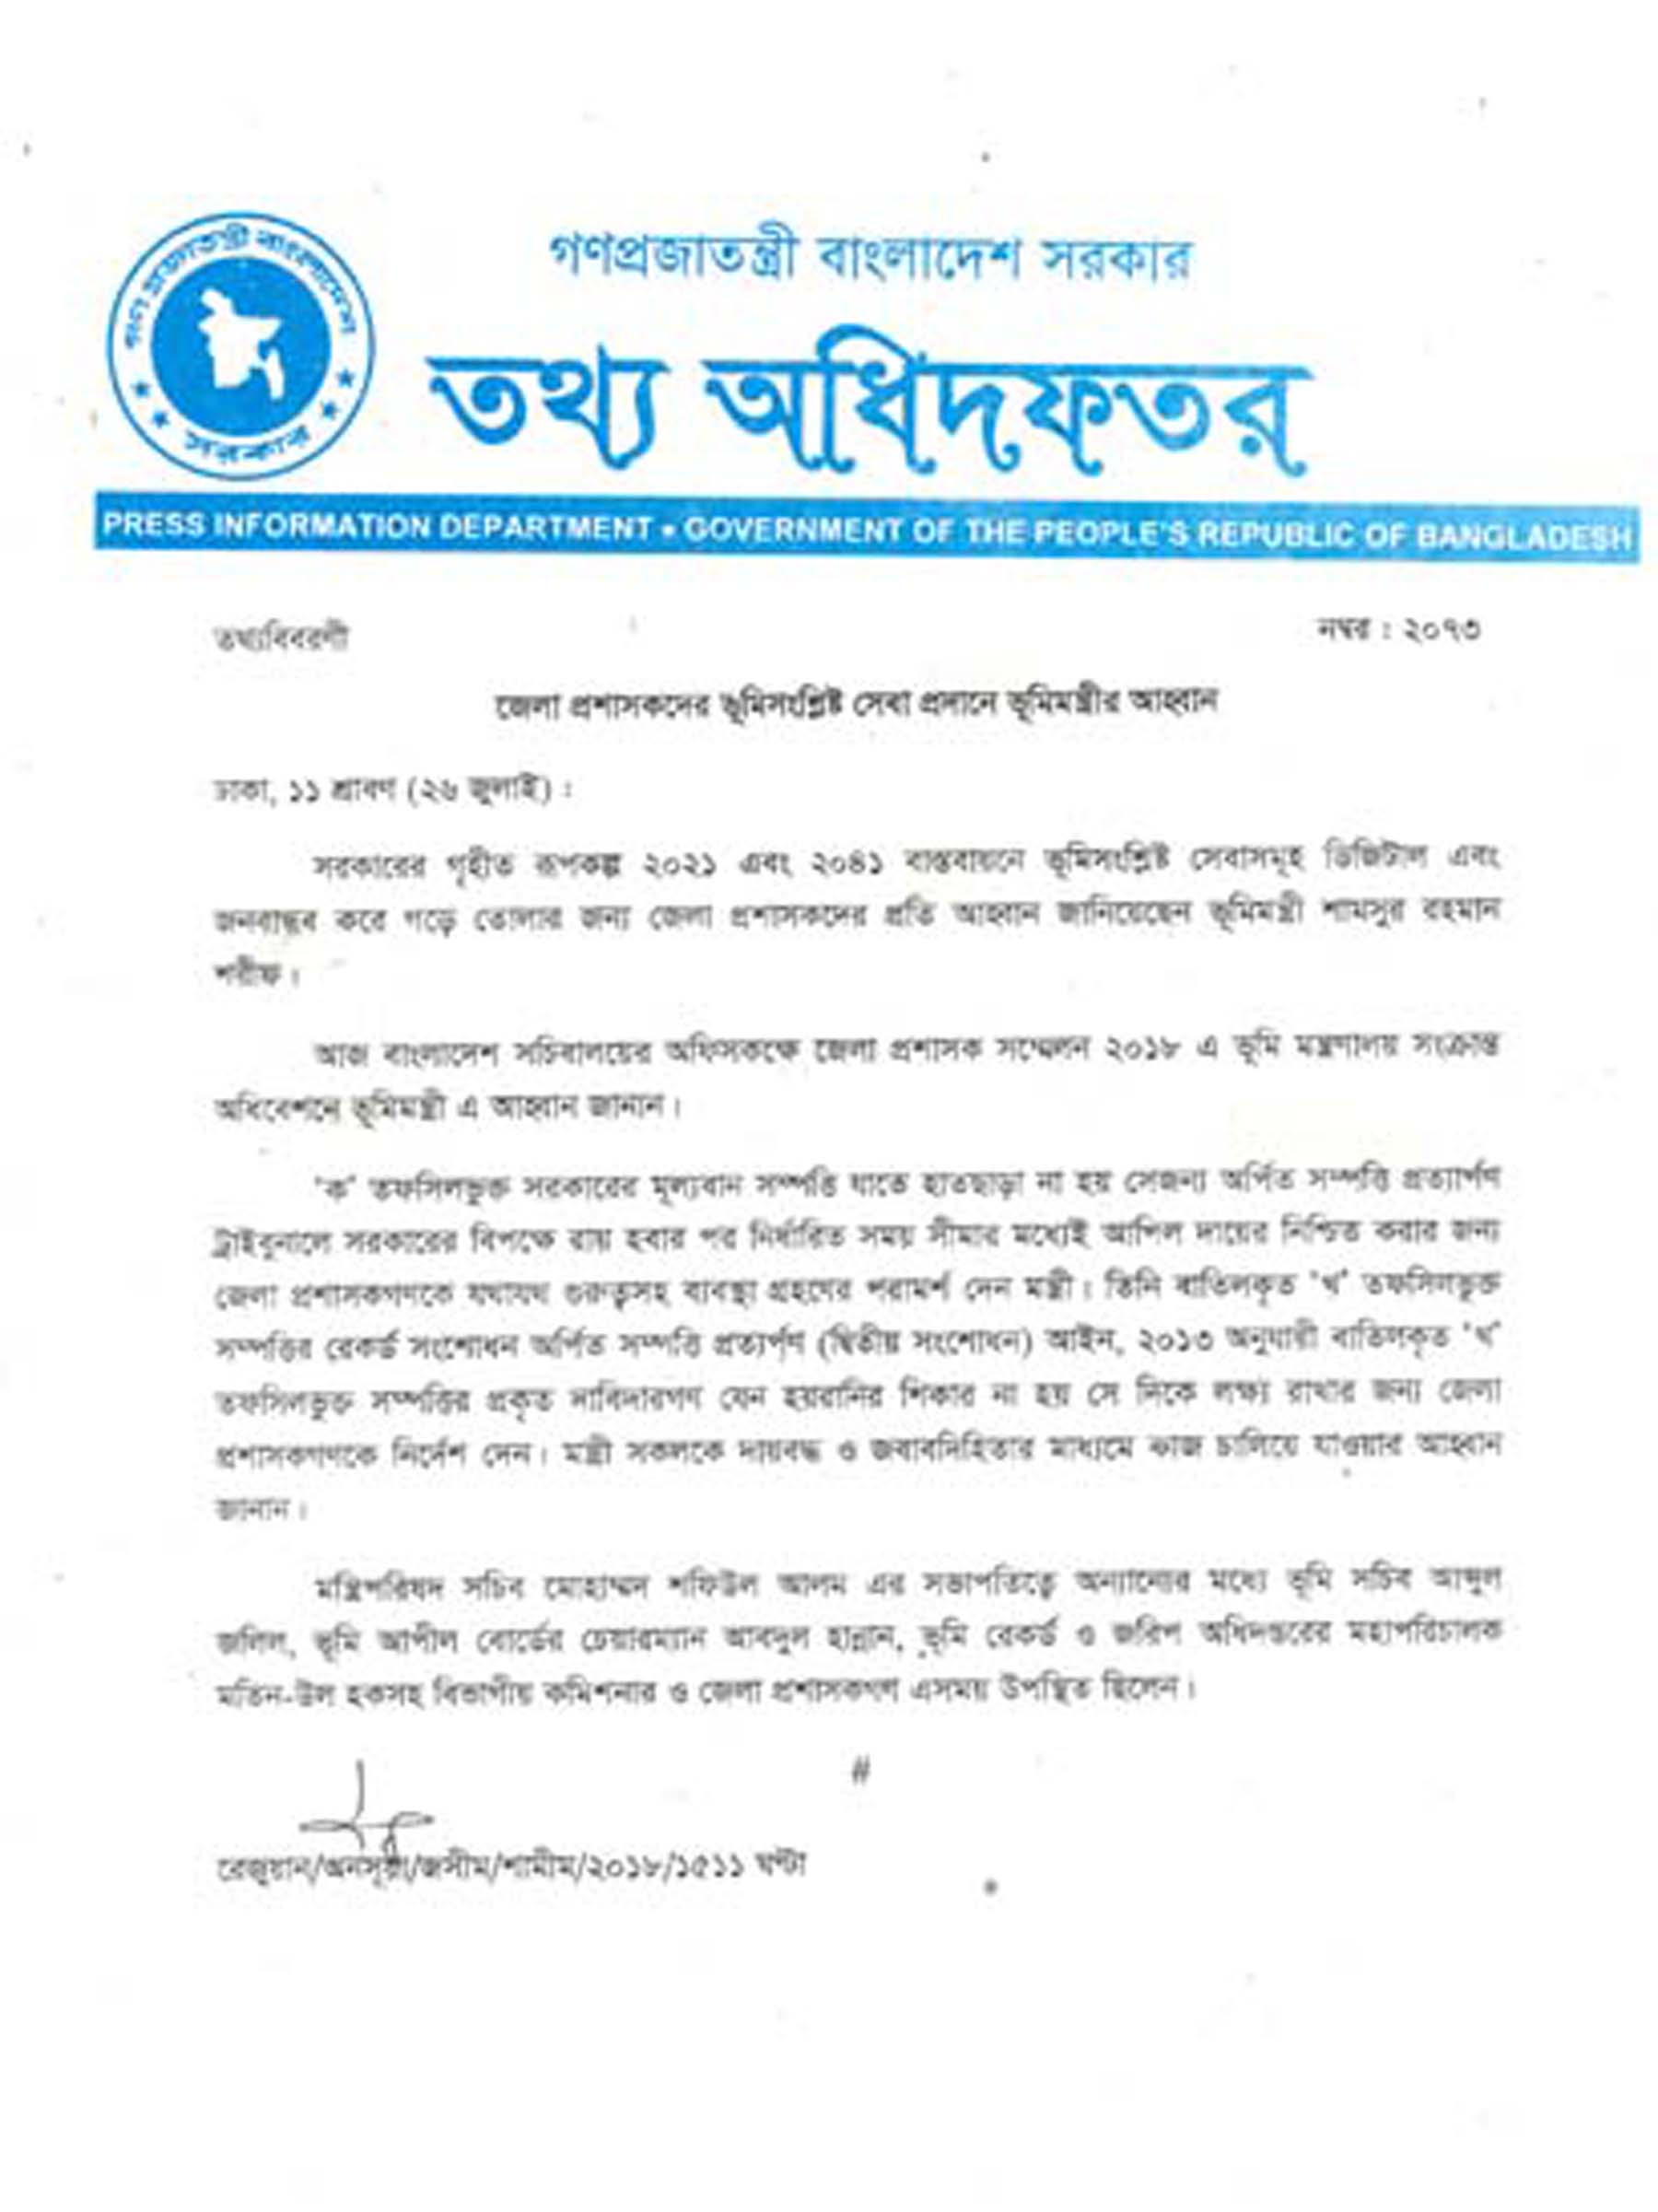 গণপ্রজাতন্ত্রী বাংলাদেশ
সরকার
গণপ্রজাতন্ত্রী বাংলাদেশ সরকার
তথ্য অধিদফতর
PRESS INFORMATION DEPARTMENT • GOVERNMENT OF THE PEOPLE'S REPUBLIC OF BANGLADESH
তথ্যবিবরণী
নম্বর : ২০৭৩
জেলা প্রশাসকদের ভূমিসংশ্লিষ্ট সেবা প্রদানে ভূমিমন্ত্রীর আহ্বান
ঢাকা, ১১ শ্রাবণ (২৬ জুলাই) :
সরকারের গৃহীত রূপকল্প ২০২১ এবং ২০৪১ বাস্তবায়নে ভূমিসংশ্লিষ্ট সেবাসমূহ ডিজিটাল এবং
জনবান্ধব করে গড়ে তোলার জন্য জেলা প্রশাসকদের প্রতি আহ্বান জানিয়েছেন ভূমিমন্ত্রী শামসুর রহমান
শরীফ।
আজ বাংলাদেশ সচিবালয়ের অফিসকক্ষে জেলা প্রশাসক সম্মেলন ২০১৮ এ ভূমি মন্ত্রণালয় সংক্রান্ত
অধিবেশনে ভূমিমন্ত্রী এ আহ্বান জানান।
'ক' তফসিলভুক্ত সরকারের মূল্যবান সম্পত্তি যাতে হাতছাড়া না হয় সেজন্য অর্পিত সম্পত্তি প্রত্যার্পণ
ট্রাইবুনালে সরকারের বিপক্ষে রায় হবার পর নির্ধারিত সময় সীমার মধ্যেই আপিল দায়ের নিশ্চিত করার জন্য
জেলা প্রশাসকগণকে যথাযথ গুরুত্বসহ ব্যবস্থা গ্রহণের পরামর্শ দেন মন্ত্রী। তিনি বাতিলকৃত 'খ' তফসিলভুক্ত
সম্পত্তির রেকর্ড সংশোধন অর্পিত সম্পত্তি প্রত্যর্পণ (দ্বিতীয় সংশোধন) আইন, ২০১৩ অনুযায়ী বাতিলকৃত 'খ'
তফসিলভুক্ত সম্পত্তির প্রকৃত দাবিদারগণ যেন হয়রানির শিকার না হয় সে দিকে লক্ষ্য রাখার জন্য জেলা
প্রশাসকগণকে নির্দেশ দেন। মন্ত্রী সকলকে দায়বদ্ধ ও জবাবদিহিতার মাধ্যমে কাজ চালিয়ে যাওয়ার আহ্বান
জানান।
মন্ত্রিপরিষদ সচিব মোহাম্মদ শফিউল আলম এর সভাপতিত্বে অন্যান্যের মধ্যে ভূমি সচিব আব্দুল
জলিল, ভূমি আপীল বোর্ডের চেয়ারম্যান আবদুল হান্নান, ভূমি রেকর্ড ও জরিপ অধিদপ্তরের মহাপরিচালক
মতিন-উল হকসহ বিভাগীয় কমিশনার ও জেলা প্রশাসকগণ এসময় উপস্থিত ছিলেন।
#
রেজুয়ান/অনসূয়া/জসীম/শামীম/২০১৮/১৫১১ ঘণ্টা